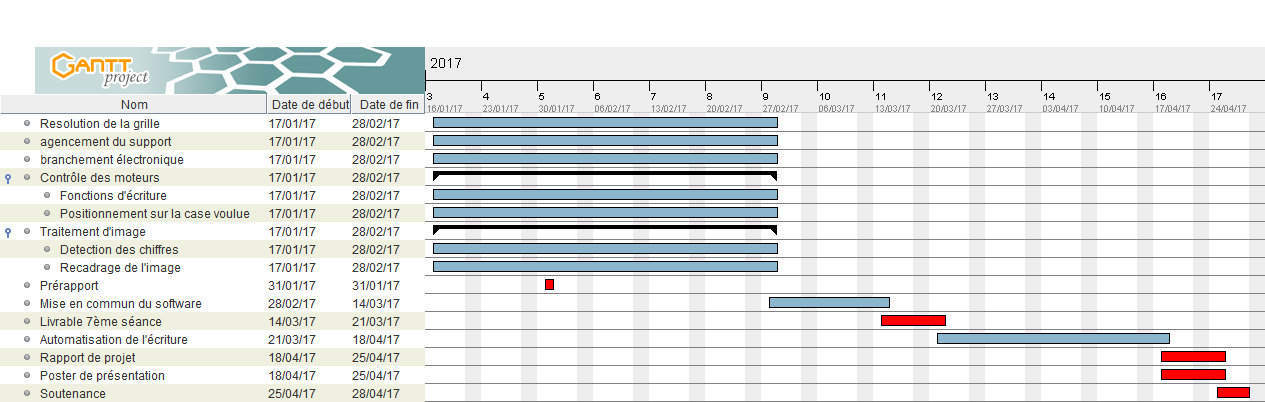 GANTT
project
2017
Nom Date de début Date de fin
3 4 5 6 7 8 9 10 11 12 13 14 15 16 17
16/01/17 23/01/17 30/01/17 06/02/17 13/02/17 20/02/17 27/02/17 06/03/17 13/03/17 20/03/17 27/03/17 03/04/17 10/04/17 17/04/17 24/04/17
Resolution de la grille 17/01/17 28/02/17
agencement du support 17/01/17 28/02/17
branchement électronique 17/01/17 28/02/17
Contrôle des moteurs 17/01/17 28/02/17
Fonctions d'écriture 17/01/17 28/02/17
Positionnement sur la case voulue 17/01/17 28/02/17
Traitement d'image 17/01/17 28/02/17
Detection des chiffres 17/01/17 28/02/17
Recadrage de l'image 17/01/17 28/02/17
Prérapport 31/01/17 31/01/17
Mise en commun du software 28/02/17 14/03/17
Livrable 7ème séance 14/03/17 21/03/17
Automatisation de l'écriture 21/03/17 18/04/17
Rapport de projet 18/04/17 25/04/17
Poster de présentation 18/04/17 25/04/17
Soutenance 25/04/17 28/04/17